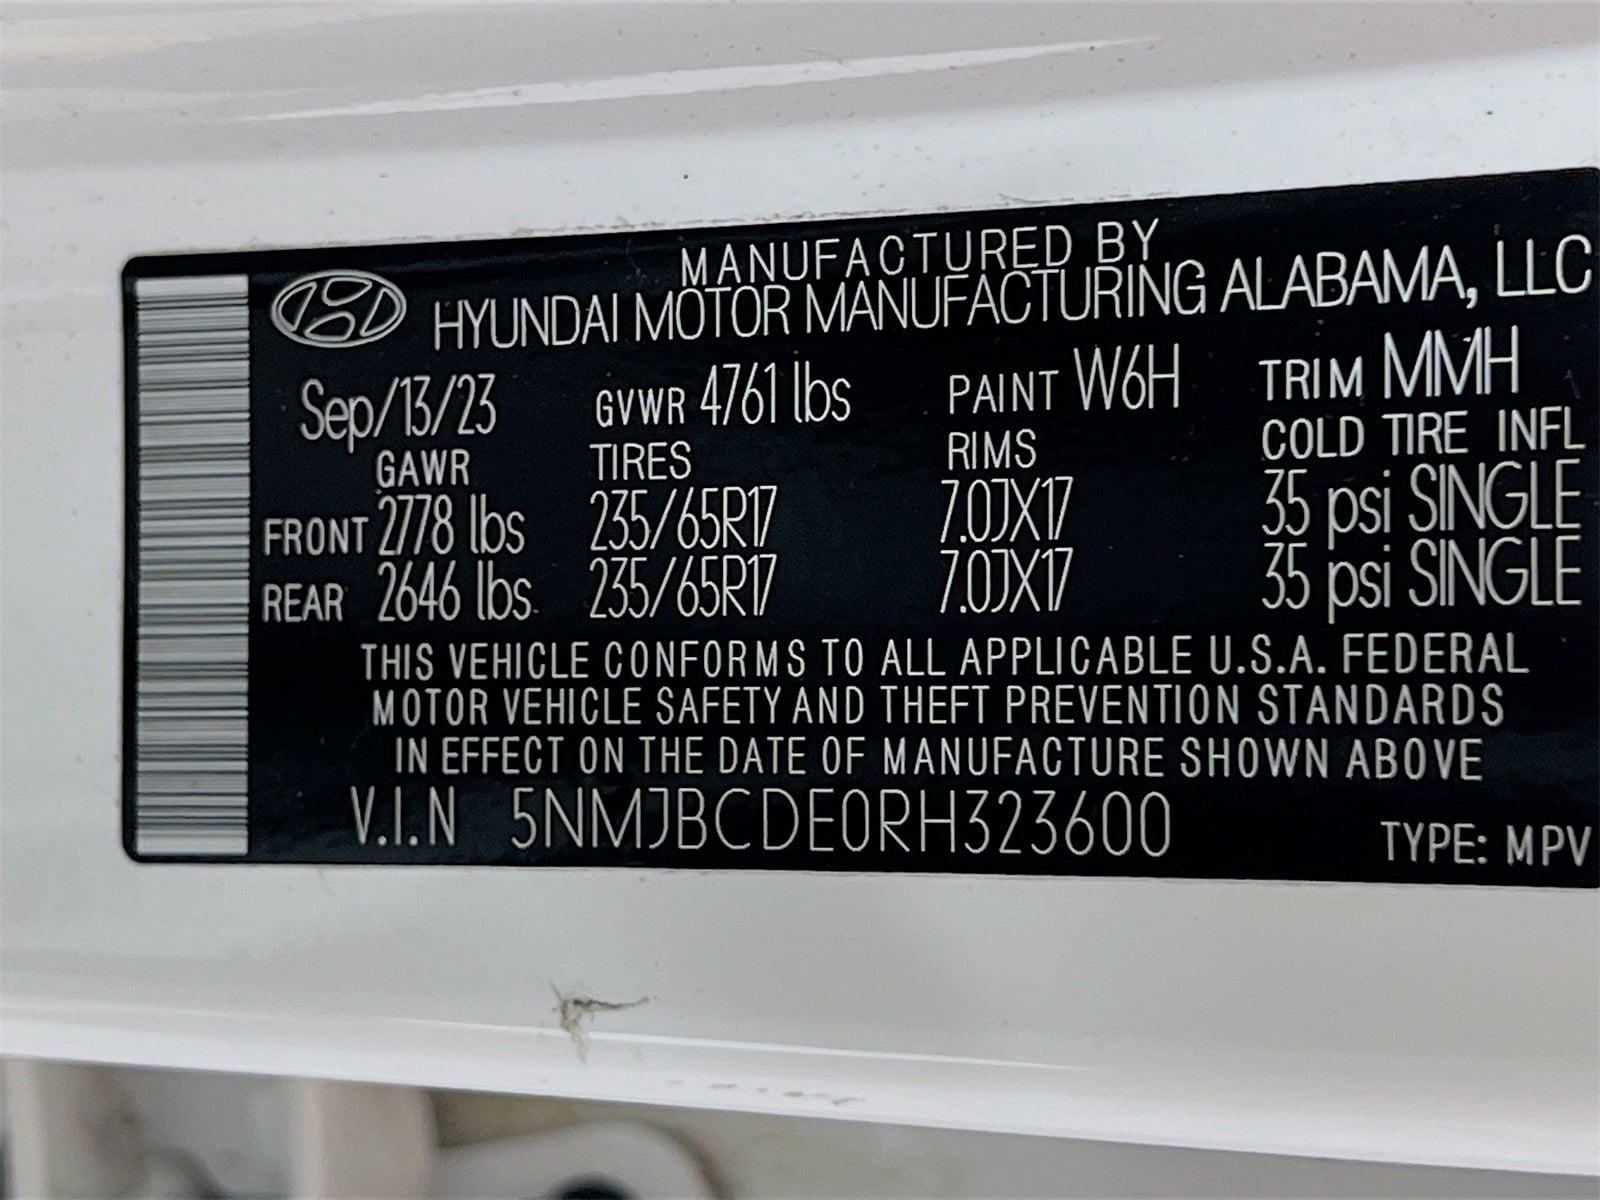 MANUFACTURED BY
HYUNDAI MOTOR MANUFACTURING ALABAMA, LLC
Sep/13/23 GVWR 4761 lbs PAINT W6H TRIM MMH
GAWR TIRES RIMS COLD TIRE INFL
FRONT 2778 lbs 235/65R17 7.0JX17 35 psi SINGLE
REAR 2646 lbs 235/65R17 7.0JX17 35 psi SINGLE
THIS VEHICLE CONFORMS TO ALL APPLICABLE U.S.A. FEDERAL
MOTOR VEHICLE SAFETY AND THEFT PREVENTION STANDARDS
IN EFFECT ON THE DATE OF MANUFACTURE SHOWN ABOVE
V.I.N 5NMJBCDE0RH323600 TYPE: MPV